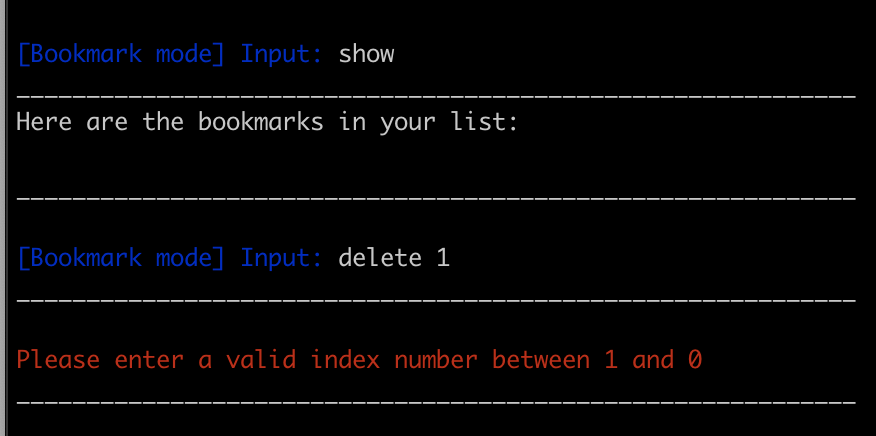 [Bookmark mode] Input: show
____________________________________________________________
Here are the bookmarks in your list:
____________________________________________________________
[Bookmark mode] Input: delete 1
____________________________________________________________
Please enter a valid index number between 1 and 0
____________________________________________________________